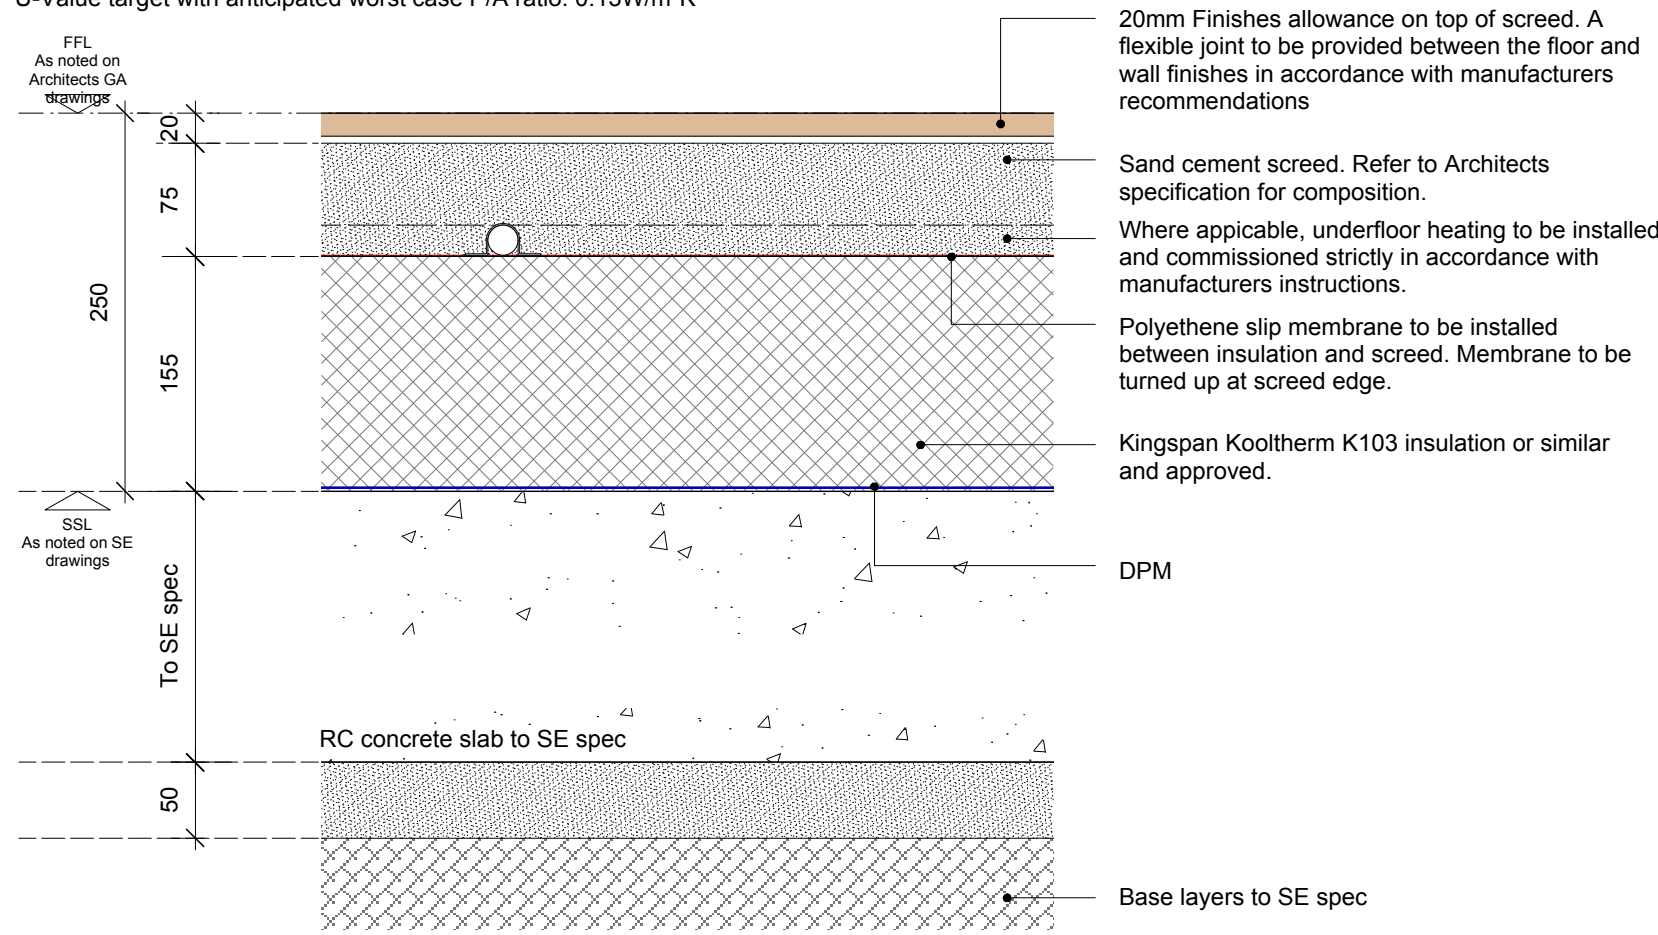 U-Value target with anticipated worst case P/A ratio: 0.13W/m²K
FFL
As noted on
Architects GA
drawings
20
75
250
155
SSL
As noted on SE
drawings
To SE spec
50
RC concrete slab to SE spec
20mm Finishes allowance on top of screed. A
flexible joint to be provided between the floor and
wall finishes in accordance with manufacturers
recommendations
Sand cement screed. Refer to Architects
specification for composition.
Where appicable, underfloor heating to be installed
and commissioned strictly in accordance with
manufacturers instructions.
Polyethene slip membrane to be installed
between insulation and screed. Membrane to be
turned up at screed edge.
Kingspan Kooltherm K103 insulation or similar
and approved.
DPM
Base layers to SE spec